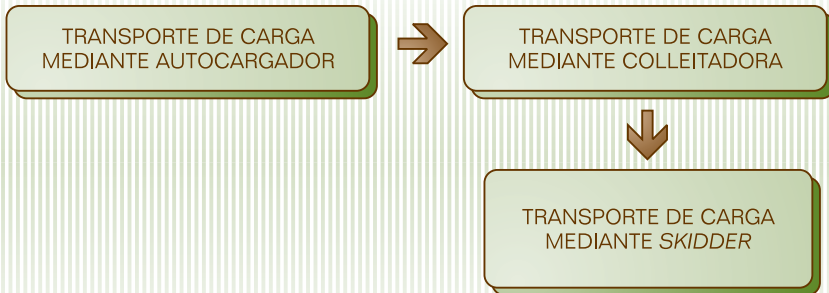 TRANSPORTE DE CARGA
MEDIANTE AUTOCARGADOR
TRANSPORTE DE CARGA
MEDIANTE COLLEITADORA
TRANSPORTE DE CARGA
MEDIANTE SKIDDER